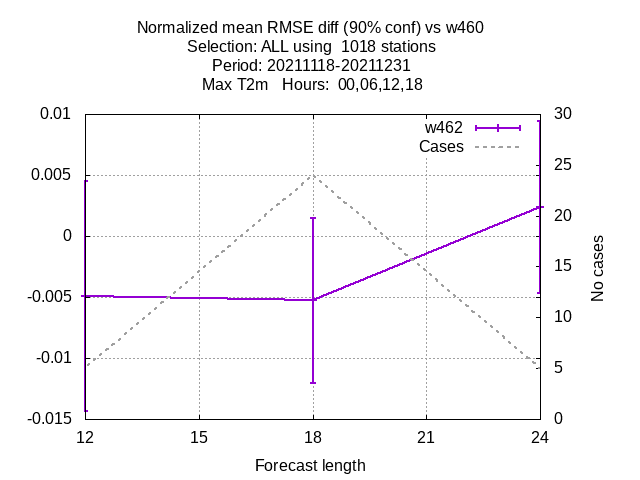 Normalized mean RMSE diff (90% conf) vs w460
Selection: ALL using  1018 stations
Period: 20211118-20211231
Max T2m   Hours:  00,06,12,18
w462
Cases
0.01
0.005
0
-0.005
-0.01
-0.015
30
25
20
15
10
5
0
No cases
12 15 18 21 24
Forecast length